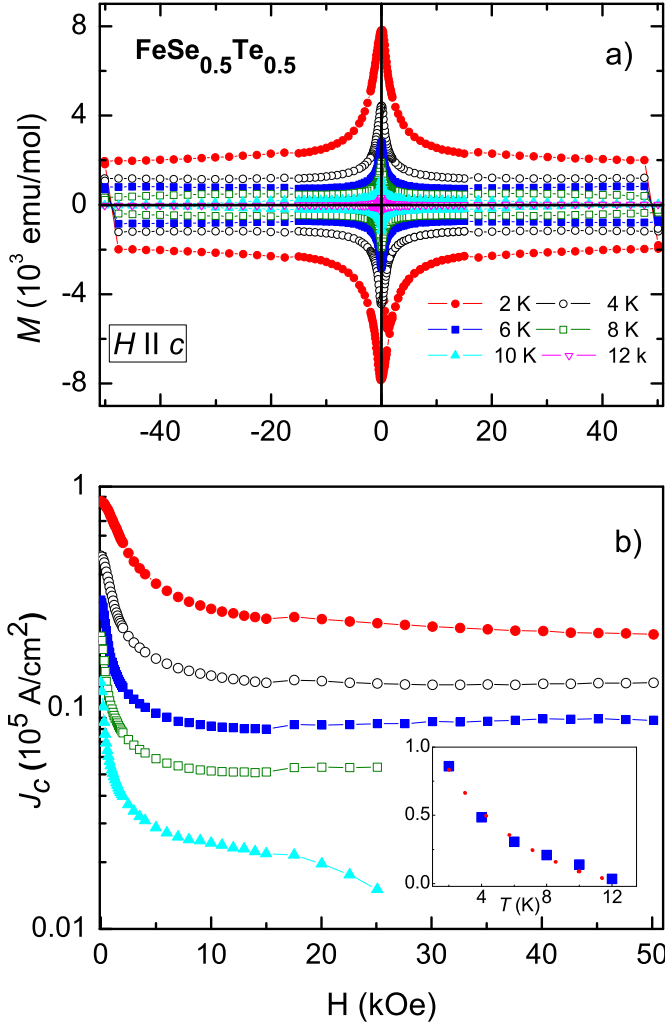 FeSe0.5Te0.5
a)
8
4
0
-4
-8
M (10³ emu/mol)
H || c
2 K 4 K
6 K 8 K
10 K 12 k
-40 -20 0 20 40
b)
1
0.1
0.01
Jc (10⁵ A/cm²)
1.0
0.5
0.0
4 8 12
T (K)
0 10 20 30 40 50
H (kOe)